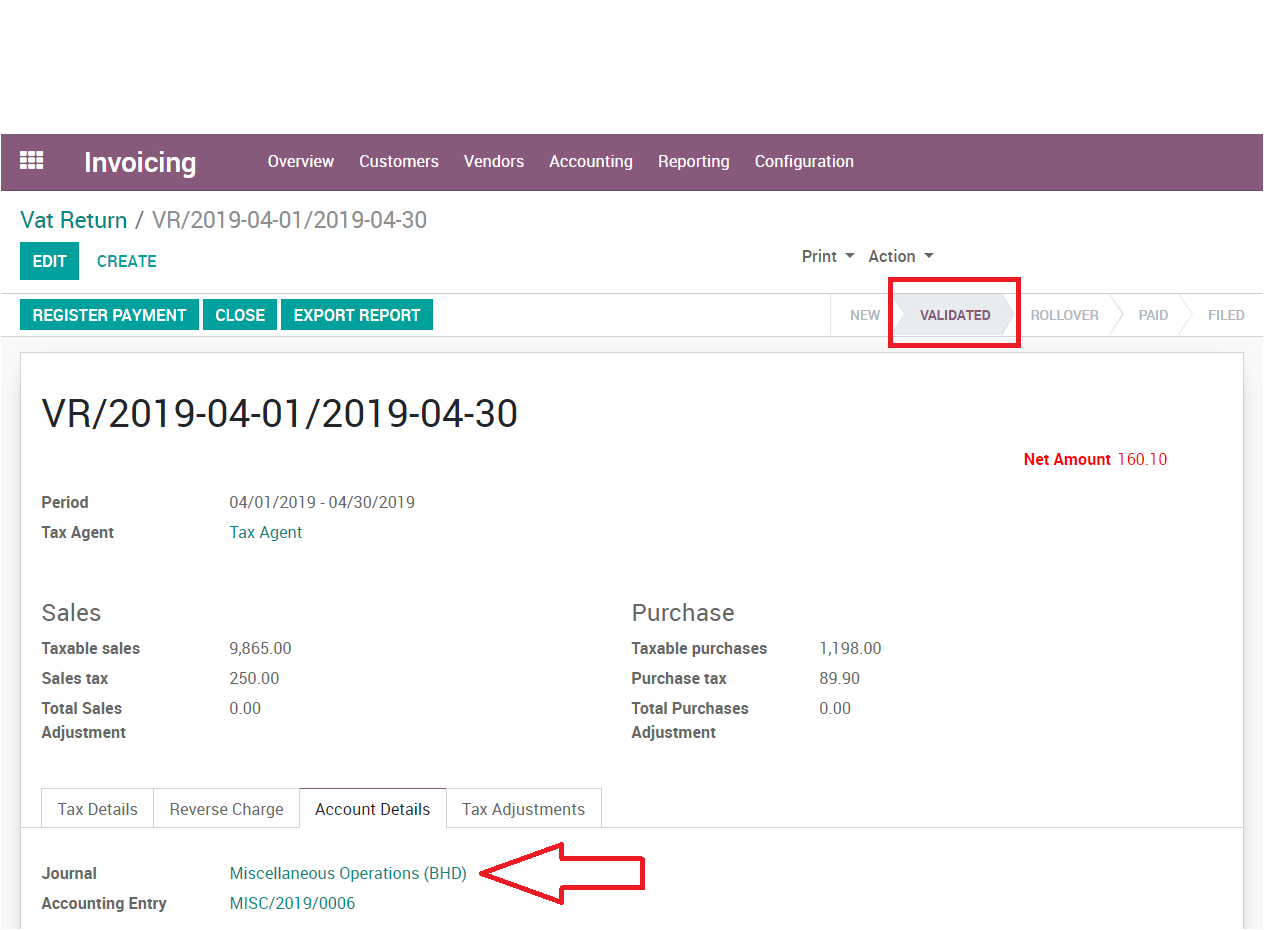 Invoicing Overview Customers Vendors Accounting Reporting Configuration
Vat Return / VR/2019-04-01/2019-04-30
EDIT CREATE Print Action
REGISTER PAYMENT CLOSE EXPORT REPORT NEW VALIDATED ROLLOVER PAID FILED
VR/2019-04-01/2019-04-30
Net Amount 160.10
Period 04/01/2019 - 04/30/2019
Tax Agent Tax Agent
Sales
Taxable sales 9,865.00
Sales tax 250.00
Total Sales 0.00
Adjustment
Purchase
Taxable purchases 1,198.00
Purchase tax 89.90
Total Purchases 0.00
Adjustment
Tax Details Reverse Charge Account Details Tax Adjustments
Journal Miscellaneous Operations (BHD)
Accounting Entry MISC/2019/0006